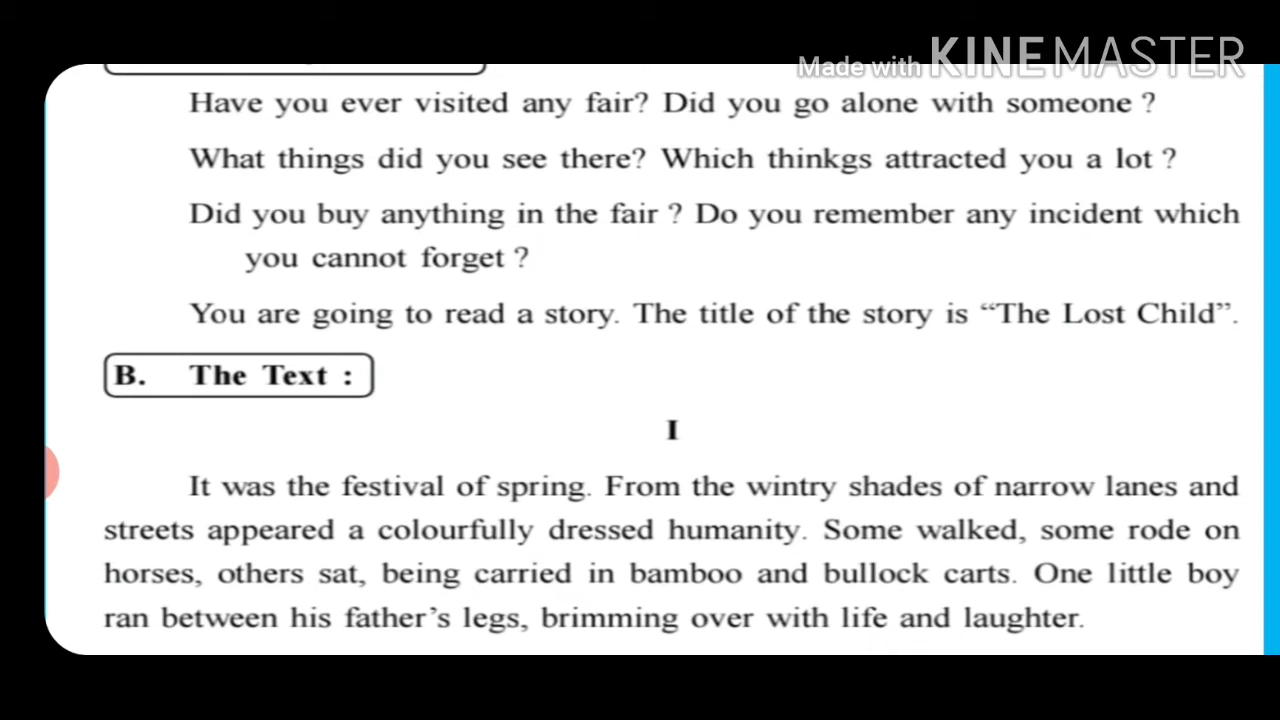 Made with KINEMASTER
Have you ever visited any fair? Did you go alone with someone ?
What things did you see there? Which thinkgs attracted you a lot ?
Did you buy anything in the fair ? Do you remember any incident which
you cannot forget ?
You are going to read a story. The title of the story is “The Lost Child”.
B. The Text :
I
It was the festival of spring. From the wintry shades of narrow lanes and
streets appeared a colourfully dressed humanity. Some walked, some rode on
horses, others sat, being carried in bamboo and bullock carts. One little boy
ran between his father’s legs, brimming over with life and laughter.